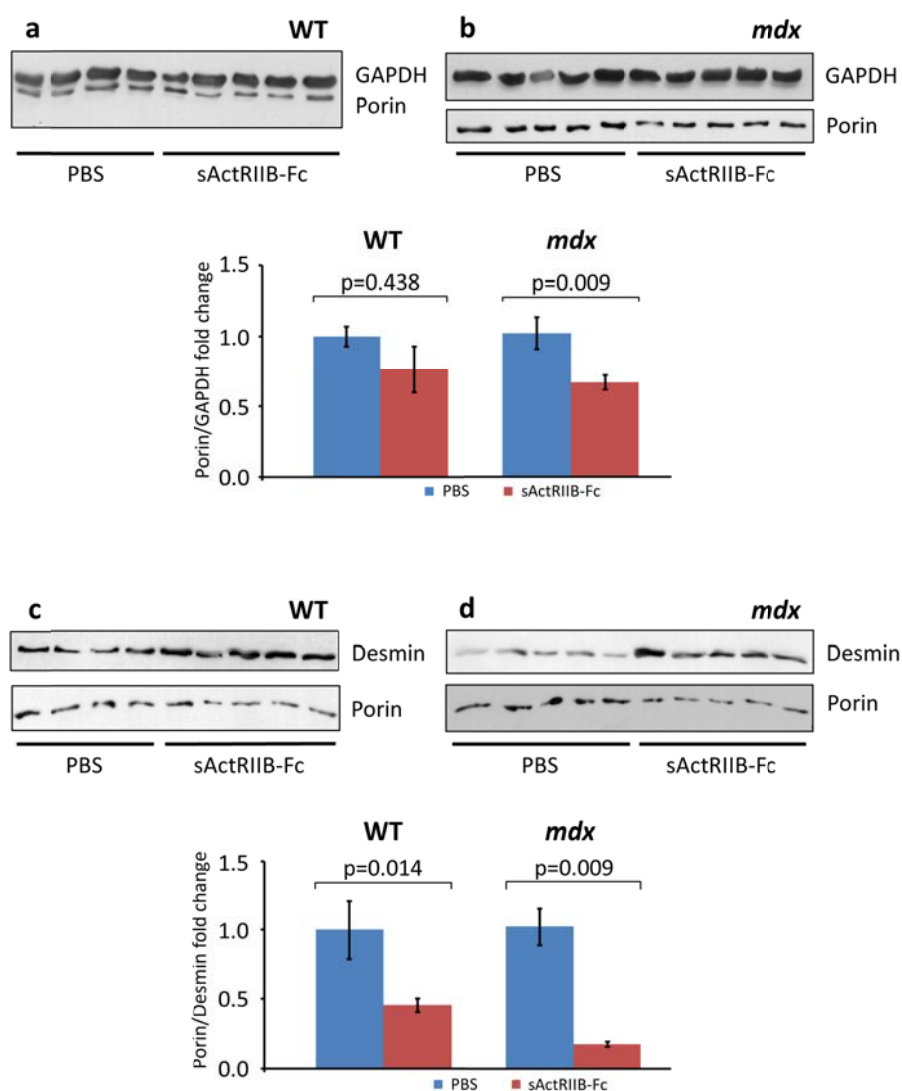 a WT
GAPDH
Porin
PBS sActRIIB-Fc
b mdx
GAPDH
Porin
PBS sActRIIB-Fc
WT mdx
p=0.438 p=0.009
Porin/GAPDH fold change
1.5
1.0
0.5
0.0
PBS sActRIIB-Fc
c WT
Desmin
Porin
PBS sActRIIB-Fc
d mdx
Desmin
Porin
PBS sActRIIB-Fc
WT mdx
p=0.014 p=0.009
Porin/Desmin fold change
1.5
1.0
0.5
0.0
PBS sActRIIB-Fc